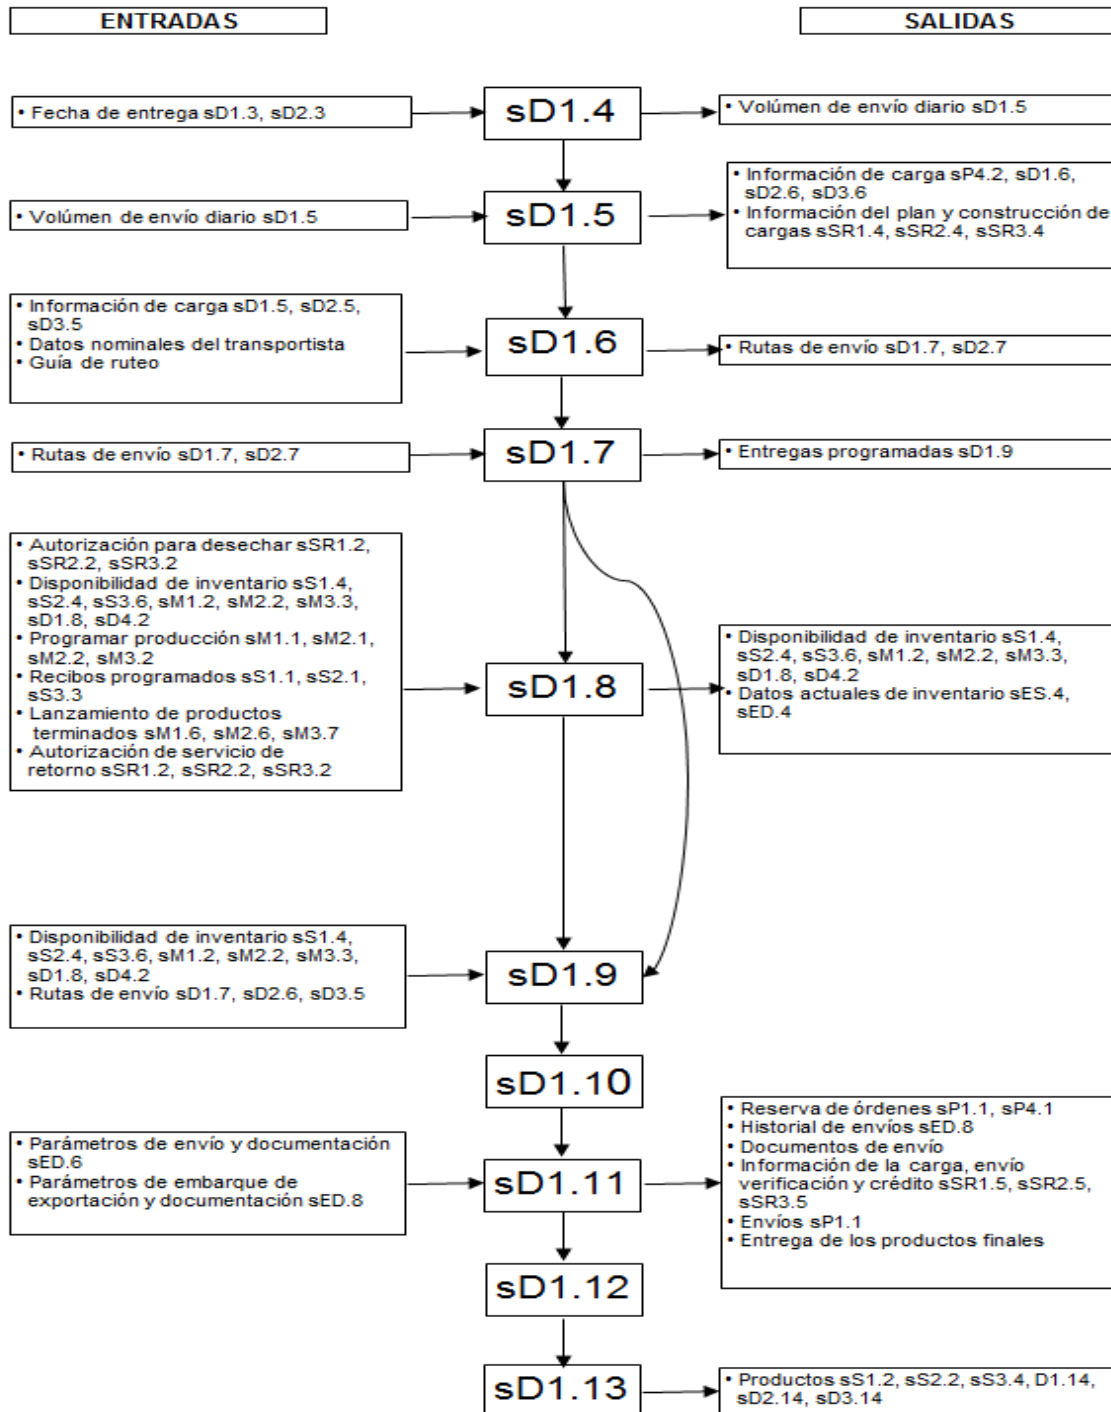 ENTRADAS
SALIDAS
• Fecha de entrega sD1.3, sD2.3
sD1.4
• Volúmen de envío diario sD1.5
• Volúmen de envío diario sD1.5
sD1.5
• Información de carga sP4.2, sD1.6,
sD2.6, sD3.6
• Información del plan y construcción de
cargas sSR1.4, sSR2.4, sSR3.4
• Información de carga sD1.5, sD2.5,
sD3.5
• Datos nominales del transportista
• Guía de ruteo
sD1.6
• Rutas de envío sD1.7, sD2.7
• Rutas de envío sD1.7, sD2.7
sD1.7
• Entregas programadas sD1.9
• Autorización para desechar sSR1.2,
sSR2.2, sSR3.2
• Disponibilidad de inventario sS1.4,
sS2.4, sS3.6, sM1.2, sM2.2, sM3.3,
sD1.8, sD4.2
• Programar producción sM1.1, sM2.1,
sM2.2, sM3.2
• Recibos programados sS1.1, sS2.1,
sS3.3
• Lanzamiento de productos
terminados sM1.6, sM2.6, sM3.7
• Autorización de servicio de
retorno sSR1.2, sSR2.2, sSR3.2
sD1.8
• Disponibilidad de inventario sS1.4,
sS2.4, sS3.6, sM1.2, sM2.2, sM3.3,
sD1.8, sD4.2
• Datos actuales de inventario sES.4,
sED.4
• Disponibilidad de inventario sS1.4,
sS2.4, sS3.6, sM1.2, sM2.2, sM3.3,
sD1.8, sD4.2
• Rutas de envío sD1.7, sD2.6, sD3.5
sD1.9
sD1.10
• Parámetros de envío y documentación
sED.6
• Parámetros de embarque de
exportación y documentación sED.8
sD1.11
• Reserva de órdenes sP1.1, sP4.1
• Historial de envíos sED.8
• Documentos de envío
• Información de la carga, envío
verificación y crédito sSR1.5, sSR2.5,
sSR3.5
• Envíos sP1.1
• Entrega de los productos finales
sD1.12
sD1.13
• Productos sS1.2, sS2.2, sS3.4, D1.14,
sD2.14, sD3.14